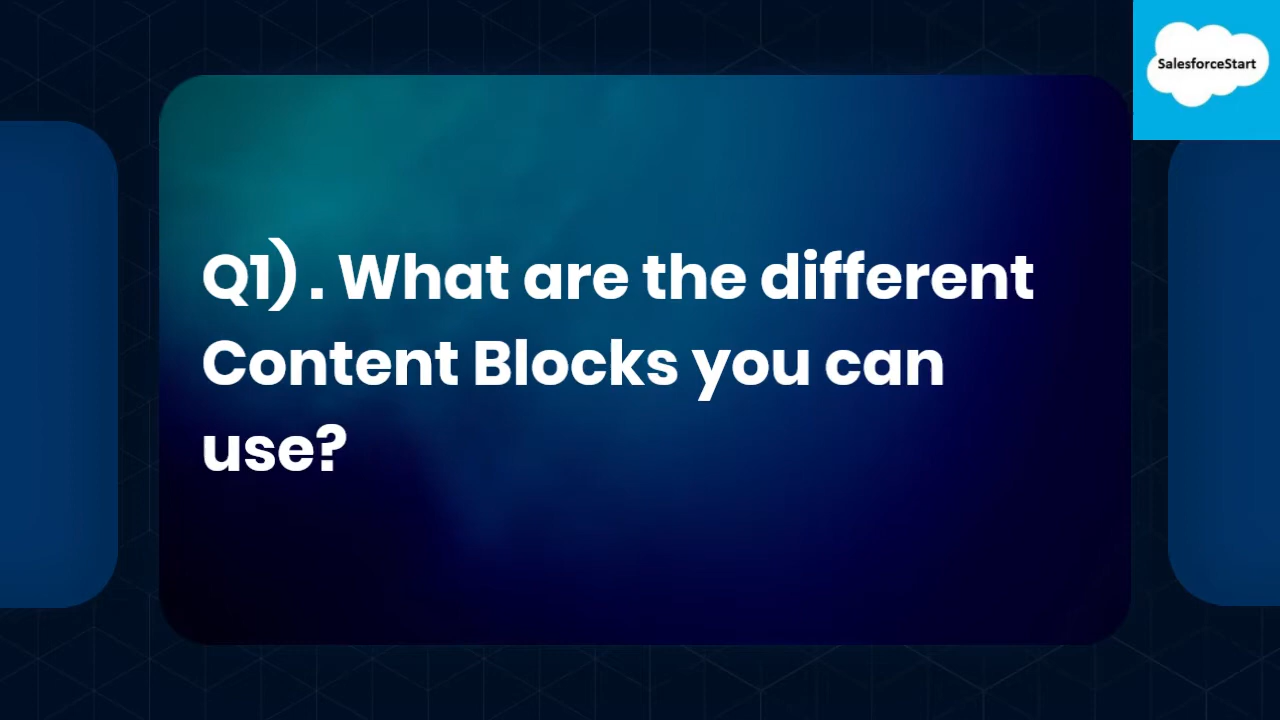 SalesforceStart
Q1) . What are the different
Content Blocks you can
use?